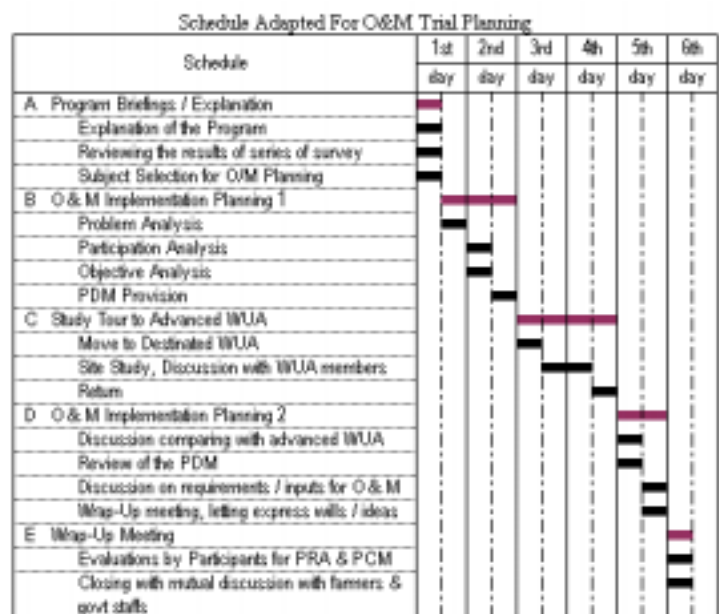 Schedule Adapted For O&M Trial Planning
Schedule
1st 2nd 3rd 4th 5th 6th
day day day day day day
A Program Briefings / Explanation
Explanation of the Program
Reviewing the results of series of survey
Subject Selection for O/M Planning
B O & M Implementation Planning 1
Problem Analysis
Participation Analysis
Objective Analysis
PDM Provision
C Study Tour to Advanced WUA
Move to Destinated WUA
Site Study, Discussion with WUA members
Return
D O & M Implementation Planning 2
Discussion comparing with advanced WUA
Review of the PDM
Discussion on requirements / inputs for O & M
Wrap-Up meeting, letting express wills / ideas
E Wrap-Up Meeting
Evaluations by Participants for PRA & PCM
Closing with mutual discussion with farmers &
govt staffs